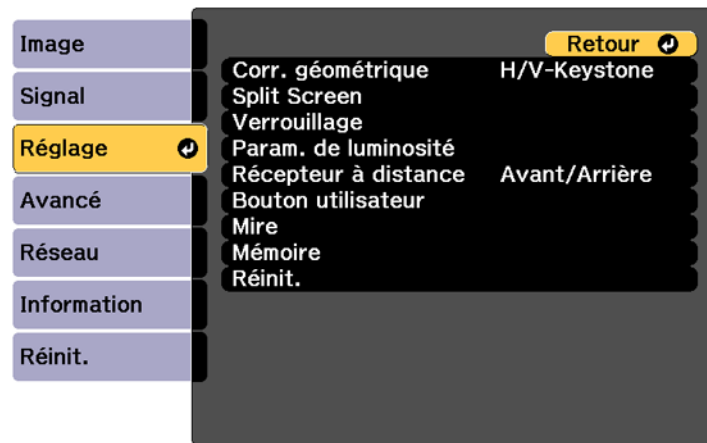 Image
Signal
Réglage
Avancé
Réseau
Information
Réinit.
Retour
Corr. géométrique H/V-Keystone
Split Screen
Verrouillage
Param. de luminosité
Récepteur à distance Avant/Arrière
Bouton utilisateur
Mire
Mémoire
Réinit.